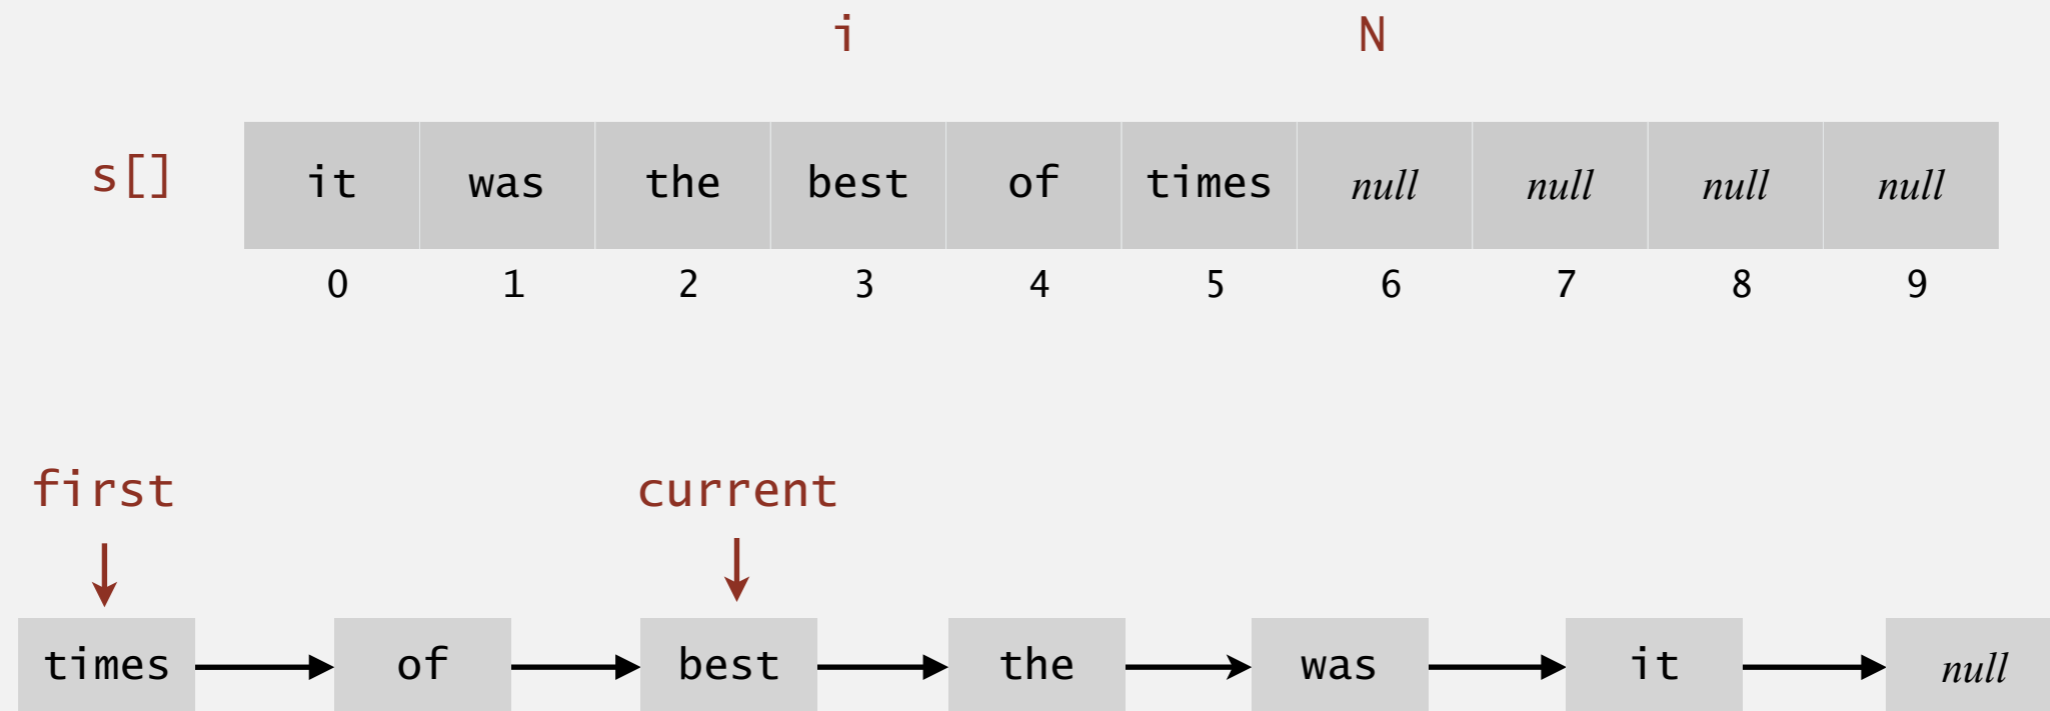 i N
s[] it was the best of times null null null null
0 1 2 3 4 5 6 7 8 9
first current
times of best the was it null